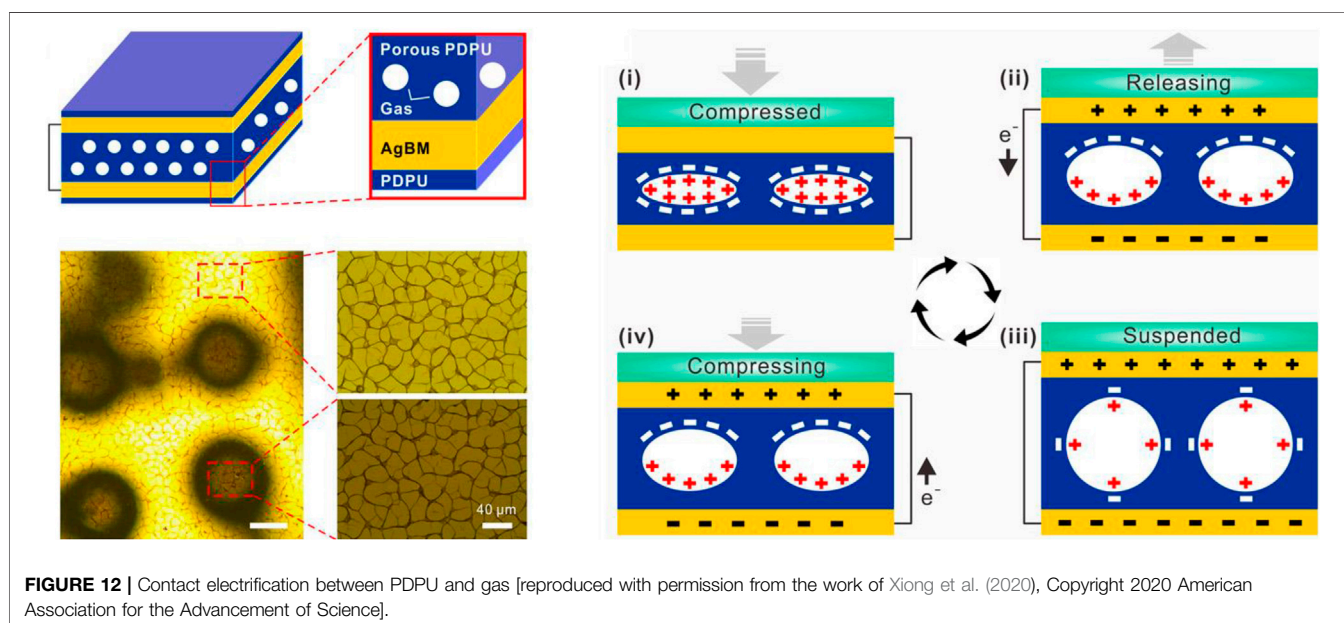 Porous PDPU
Gas
AgBM
PDPU
40 µm
(i)
Compressed
(ii)
Releasing
e-
(iv)
Compressing
e-
(iii)
Suspended
FIGURE 12 | Contact electrification between PDPU and gas [reproduced with permission from the work of Xiong et al. (2020), Copyright 2020 American
Association for the Advancement of Science].